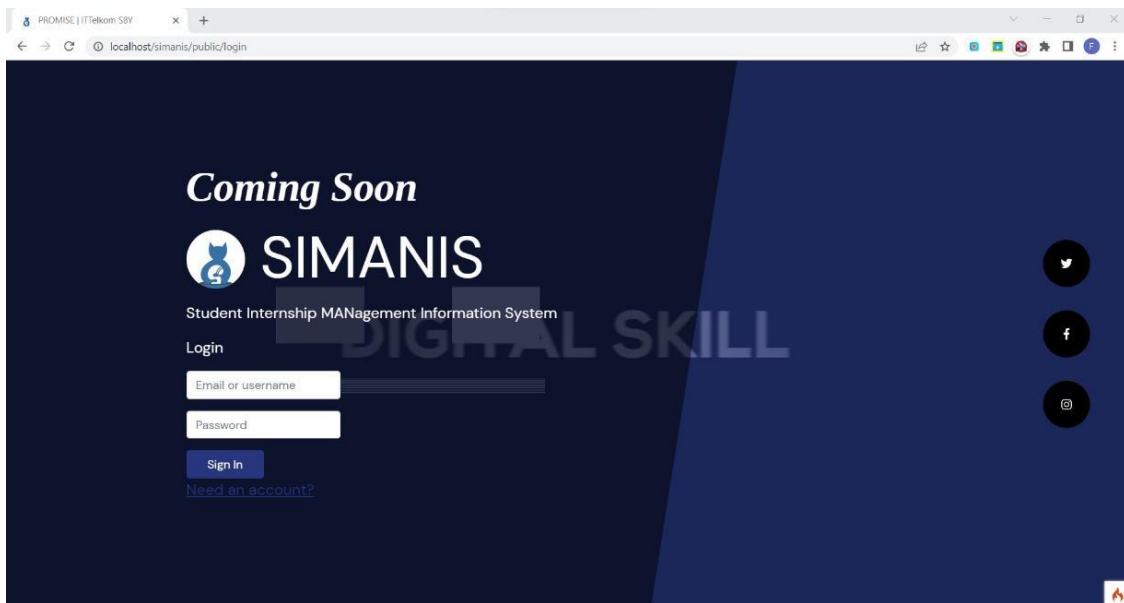 PROMISE | ITTelkom SBY
localhost/simanis/public/login
F
Coming Soon
SIMANIS
Student Internship MANagement Information System
DIGITAL SKILL
Login
Email or username
Password
Sign In
Need an account?